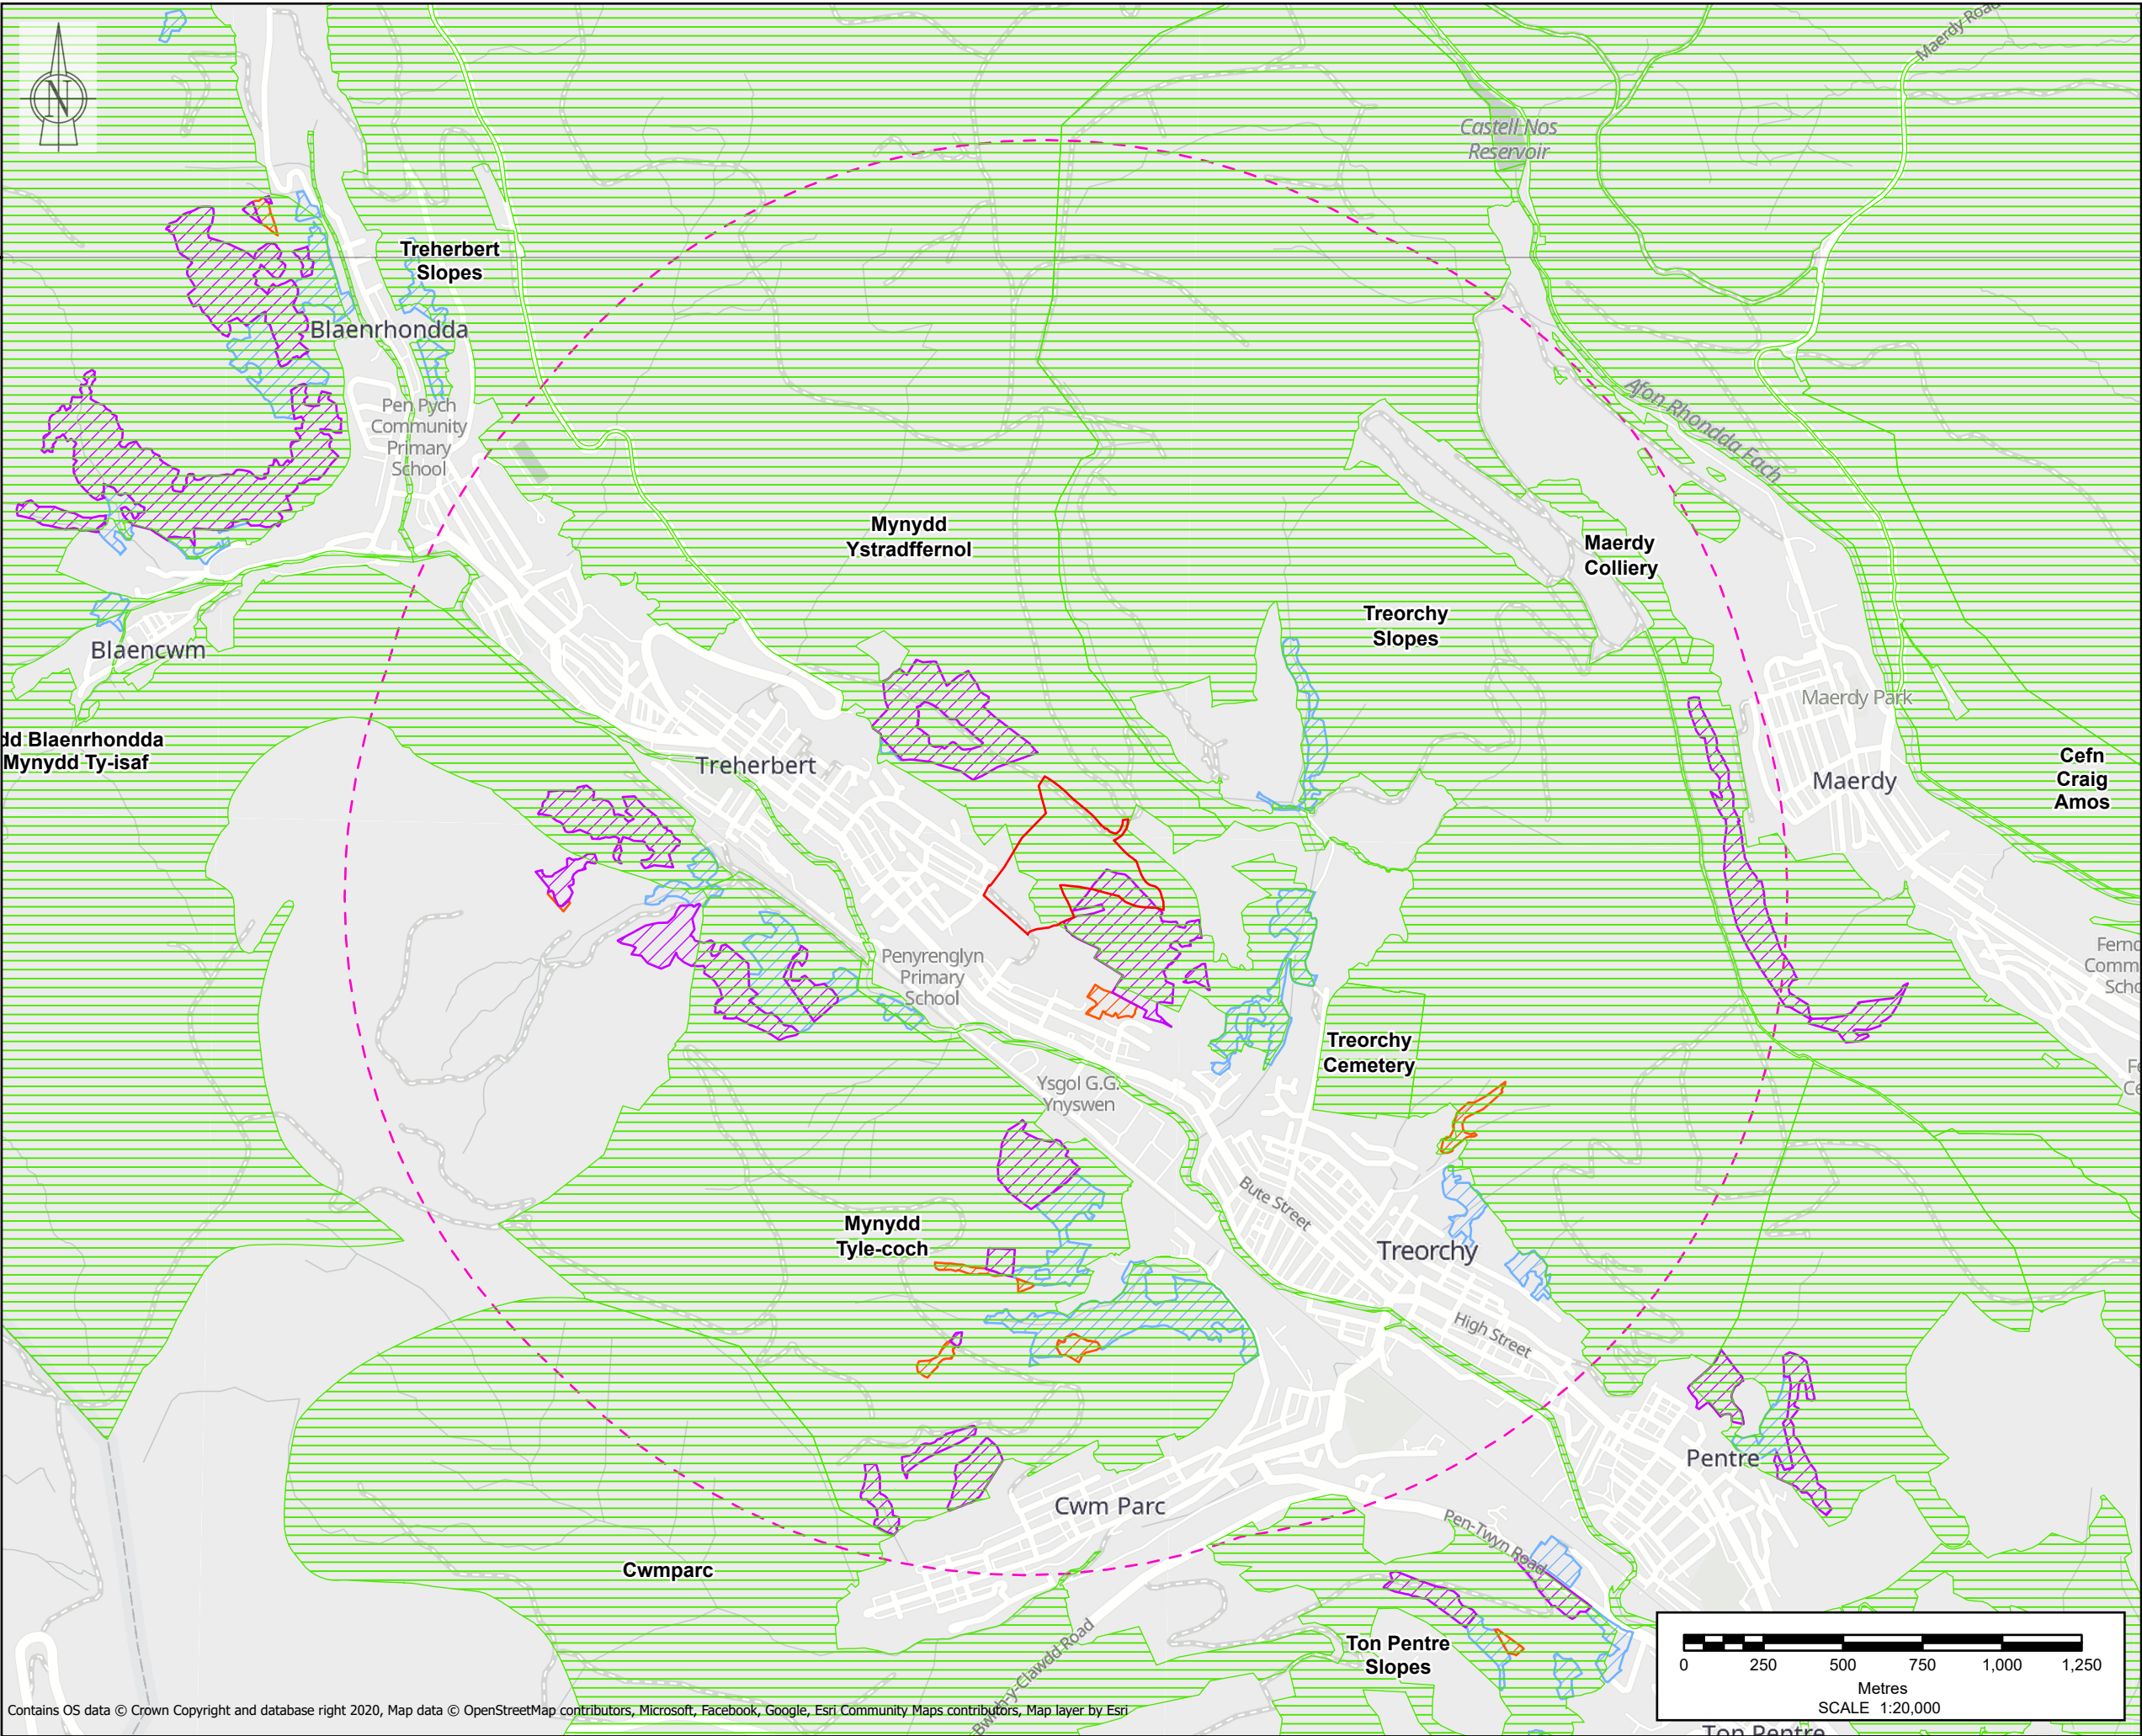 Maerdy Road
N
Castell Nos
Reservoir
Treherbert
Slopes
Blaenrhondda
Pen Pych
Community
Primary
School
Afon Rhondda Fach
Mynydd
Ystradffernol
Maerdy
Colliery
Treorchy
Slopes
Blaencwm
Maerdy Park
dd Blaenrhondda
Mynydd Ty-isaf
Treherbert
Maerdy
Cefn
Craig
Amos
Penyrenglyn
Primary
School
Fernd
Comm
Scho
Treorchy
Cemetery
Ysgol G.G.
Ynyswen
Fe
Ce
Bute Street
Mynydd
Tyle-coch
Treorchy
High Street
Pentre
Cwm Parc
Pen-Twyn Road
Cwmparc
Bwlch-y-Clawdd Road
Ton Pentre
Slopes
0 250 500 750 1,000 1,250
Metres
SCALE 1:20,000
Contains OS data © Crown Copyright and database right 2020, Map data © OpenStreetMap contributors, Microsoft, Facebook, Google, Esri Community Maps contributors, Map layer by Esri
Ton Pentre